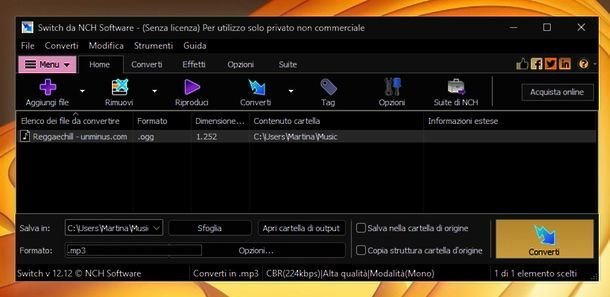 Switch da NCH Software - (Senza licenza) Per utilizzo solo privato non commerciale
File Converti Modifica Strumenti Guida
Menu Home Converti Effetti Opzioni Suite
Aggiungi file Rimuovi Riproduci Converti Tag Opzioni Suite di NCH Acquista online
Elenco dei file da convertire Formato Dimensione... Contenuto cartella Informazioni estese
Reggaechill - unminus.com .ogg 1.252 C:\Users\Martina\Music
Salva in: C:\Users\Martina\Musi Sfoglia Apri cartella di output Salva nella cartella di origine
Formato: .mp3 Opzioni... Copia struttura cartella d'origine Converti
Switch v 12.12 © NCH Software Converti in .mp3 CBR(224kbps)|Alta qualità|Modalità(Mono) 1 di 1 elemento scelti